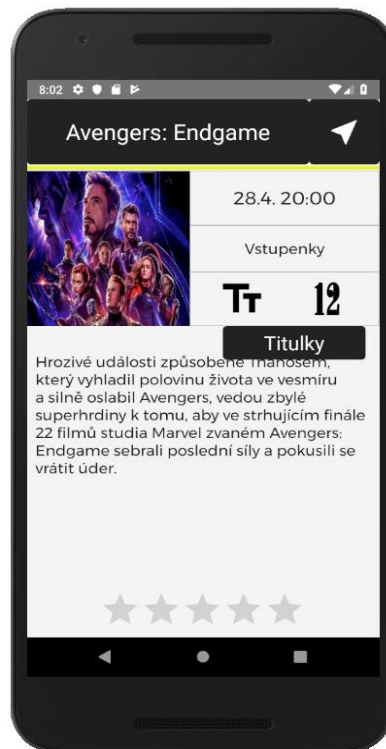 8:02
Avengers: Endgame
28.4. 20:00
Vstupenky
TT 12
Titulky
Hrozivé události způsobené Thanosem,
který vyhladil polovinu života ve vesmíru
a silně oslabil Avengers, vedou zbylé
superhrdiny k tomu, aby ve strhujícím finále
22 filmů studia Marvel zvaném Avengers:
Endgame sebrali poslední síly a pokusili se
vrátit úder.